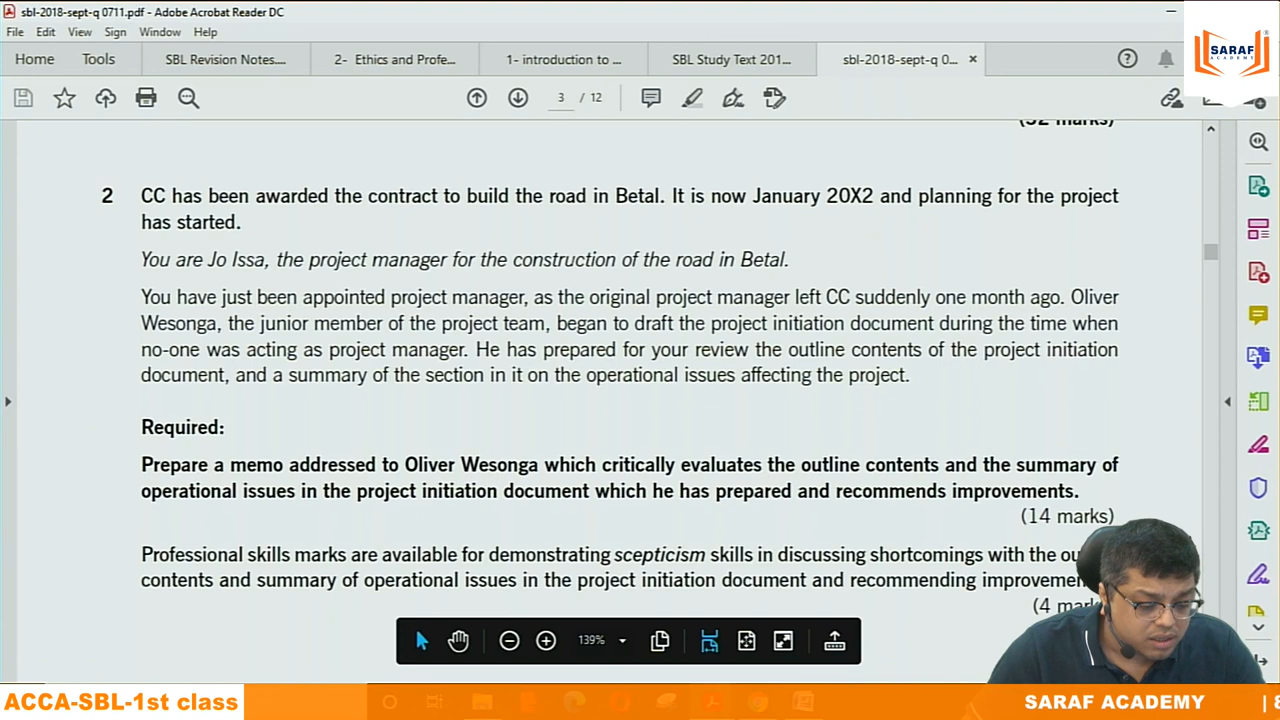 sbl-2018-sept-q 0711.pdf - Adobe Acrobat Reader DC
File Edit View Sign Window Help
Home Tools SBL Revision Notes.... 2- Ethics and Profe... 1- introduction to ... SBL Study Text 201... sbl-2018-sept-q 0... ×
SARAF
ACADEMY
3 / 12
2 CC has been awarded the contract to build the road in Betal. It is now January 20X2 and planning for the project
has started.
You are Jo Issa, the project manager for the construction of the road in Betal.
You have just been appointed project manager, as the original project manager left CC suddenly one month ago. Oliver
Wesonga, the junior member of the project team, began to draft the project initiation document during the time when
no-one was acting as project manager. He has prepared for your review the outline contents of the project initiation
document, and a summary of the section in it on the operational issues affecting the project.
Required:
Prepare a memo addressed to Oliver Wesonga which critically evaluates the outline contents and the summary of
operational issues in the project initiation document which he has prepared and recommends improvements.
(14 marks)
Professional skills marks are available for demonstrating scepticism skills in discussing shortcomings with the ou
contents and summary of operational issues in the project initiation document and recommending improvemen
(4 mark
139%
ACCA-SBL-1st class
SARAF ACADEMY | 8